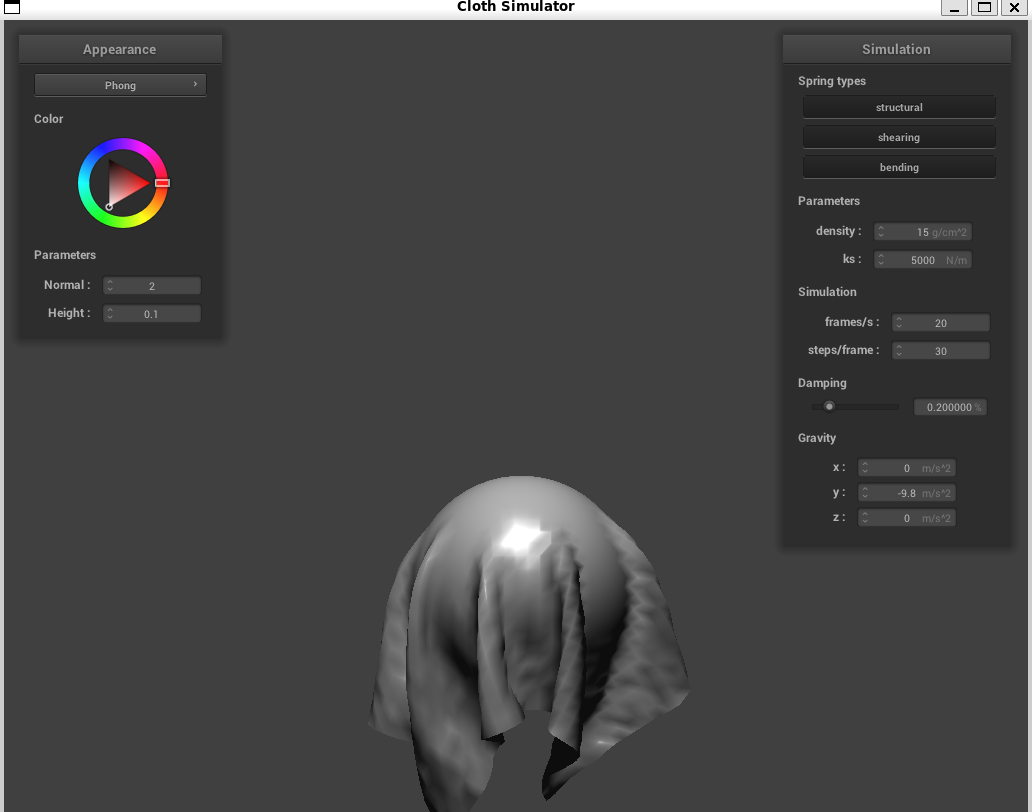 Cloth Simulator
Appearance
Phong
Color
Parameters
Normal : 2
Height : 0.1
Simulation
Spring types
structural
shearing
bending
Parameters
density : 15 g/cm^2
ks : 5000 N/m
Simulation
frames/s : 20
steps/frame : 30
Damping
0.200000 %
Gravity
x : 0 m/s^2
y : -9.8 m/s^2
z : 0 m/s^2